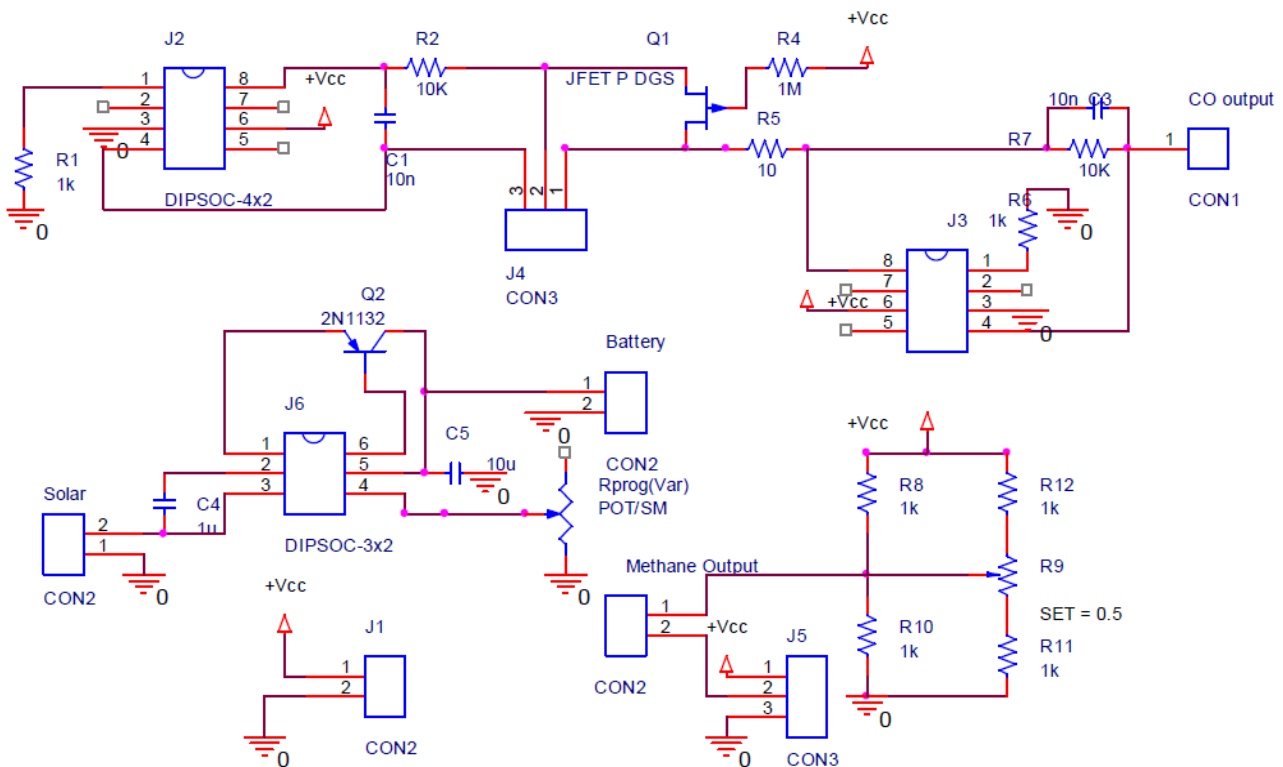 J2
R2
Q1
R4
+Vcc
1
8
+Vcc
10K
JFET P DGS
1M
2
7
3
6
0
4
5
R1
1k
C1
10n
R5
10
10n C3
R7
10K
CO output
1
CON1
DIPSOC-4x2
0
3
2
1
J4
CON3
R6
1k
0
J3
8
1
7
2
+Vcc
6
3
5
4
0
Q2
2N1132
Battery
1
2
0
CON2
J6
1
6
2
5
3
4
C5
10u
0
Rprog(Var)
POT/SM
0
Solar
2
1
0
CON2
C4
1u
DIPSOC-3x2
+Vcc
J1
1
2
0
CON2
Methane Output
1
2
CON2
+Vcc
J5
1
2
3
0
CON3
+Vcc
R8
1k
R12
1k
R9
SET = 0.5
R10
1k
R11
1k
0